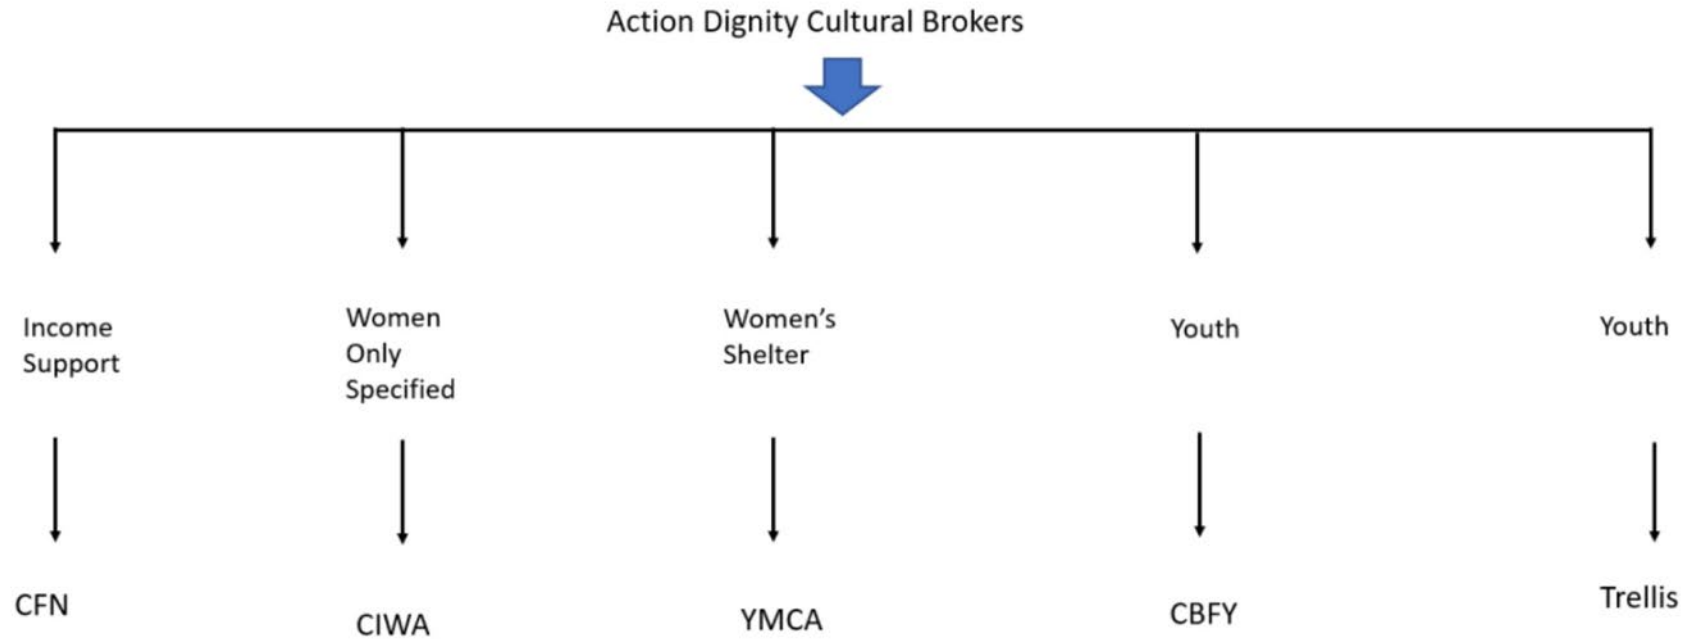 Action Dignity Cultural Brokers
Income
Support
Women
Only
Specified
Women’s
Shelter
Youth
Youth
CFN
CIWA
YMCA
CBFY
Trellis